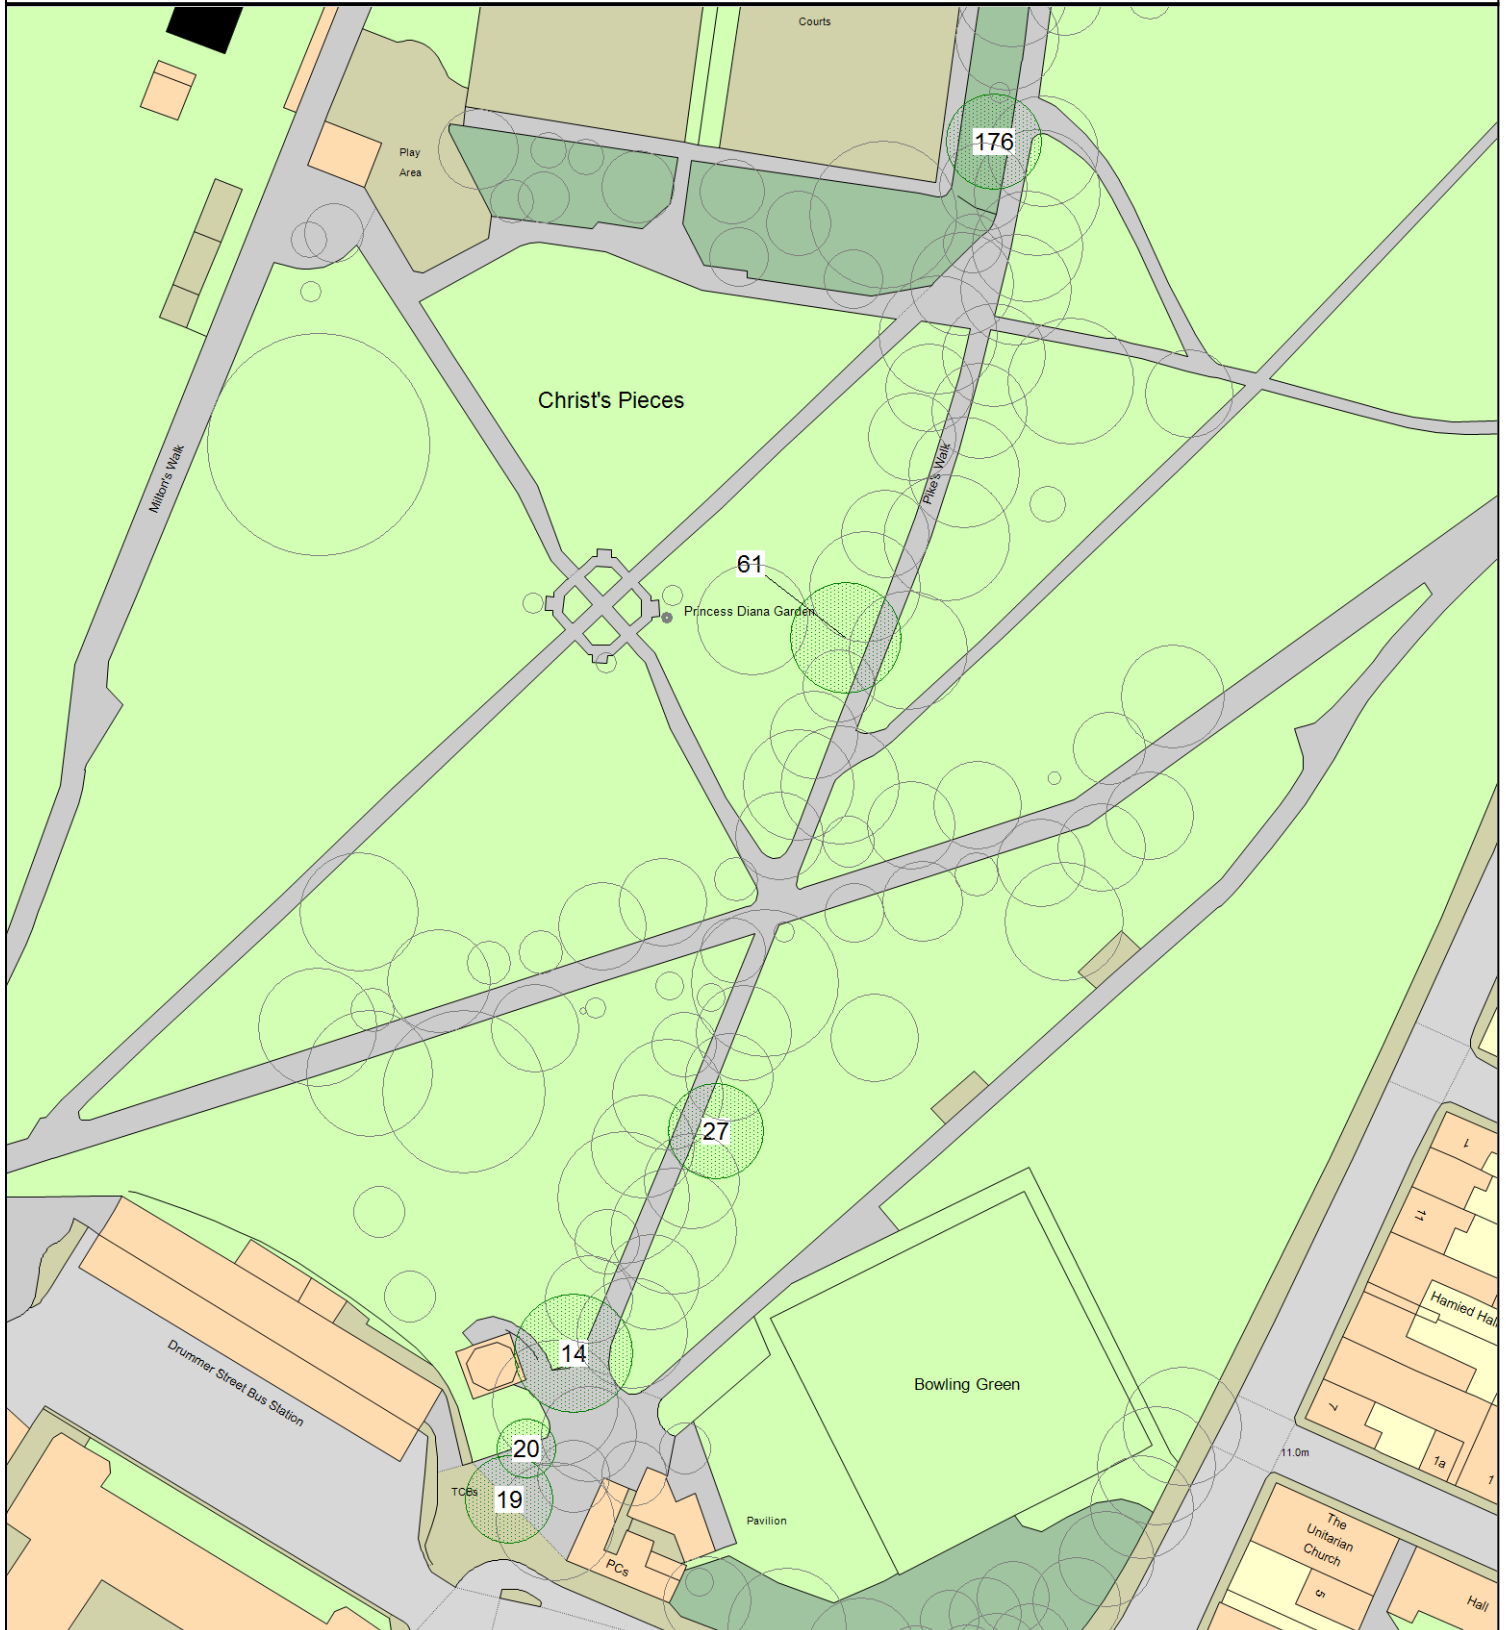 Courts
176
Play
Area
Christ's Pieces
Milton's Walk
Pike's Walk
61
Princess Diana Garden
27
1
11
Hamied Hal
Drummer Street Bus Station
14
Bowling Green
7
11.0m
1a
1
20
TCBs
19
Pavilion
The
Unitarian
Church
PCs
5
Hall